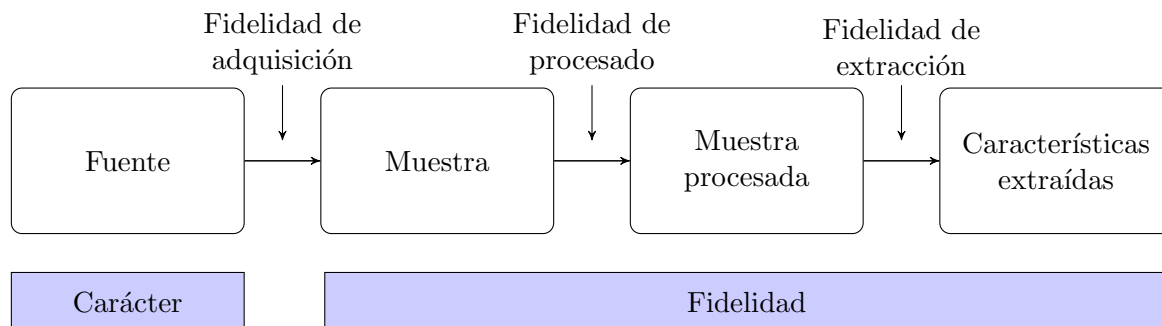 Fidelidad de
adquisición
Fidelidad de
procesado
Fidelidad de
extracción
Fuente
Muestra
Muestra
procesada
Características
extraídas
Carácter
Fidelidad